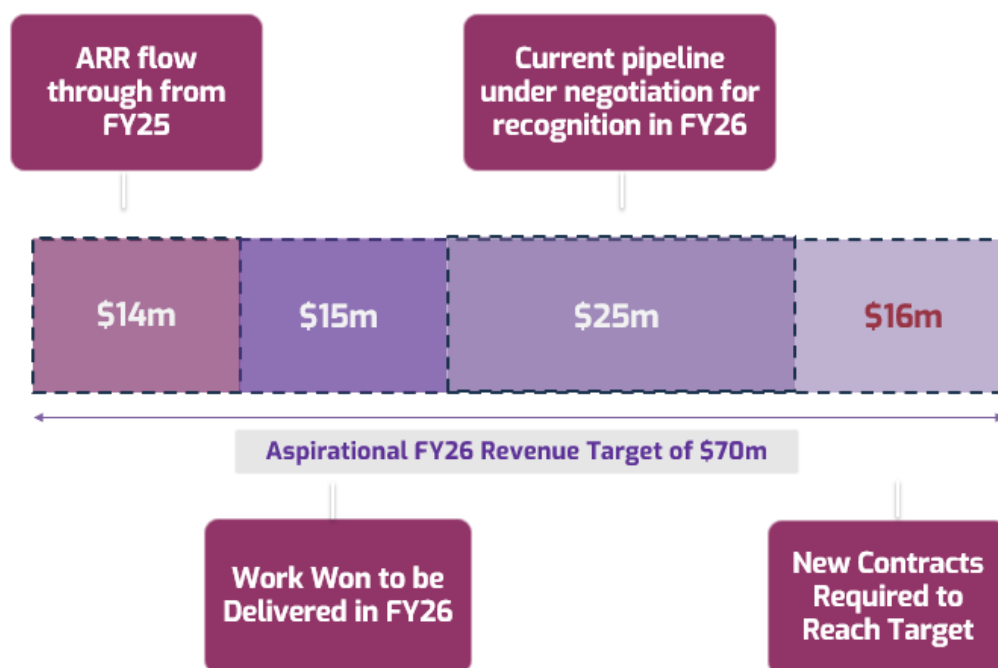 ARR flow
through from
FY25
Current pipeline
under negotiation for
recognition in FY26
$14m
$15m
$25m
$16m
Aspirational FY26 Revenue Target of $70m
Work Won to be
Delivered in FY26
New Contracts
Required to
Reach Target